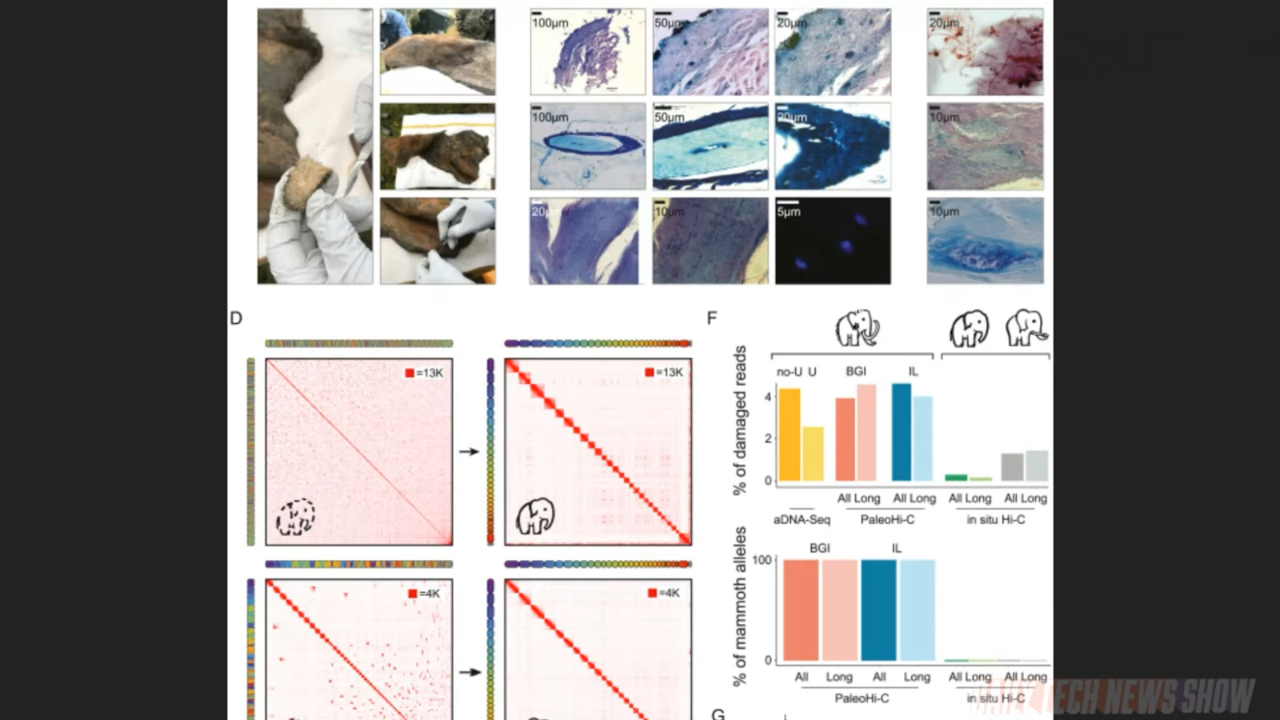 100μm 50μm 20μm 20μm
100μm 50μm 20μm 10μm
20μm 10μm 5μm 10μm
D
=13K
=13K
=4K
=4K
F
no-U U BGI IL
% of damaged reads
4
2
0
All Long All Long All Long All Long
aDNA-Seq PaleoHi-C in situ Hi-C
BGI IL
% of mammoth alleles
100
0
All Long All Long All Long All Long
PaleoHi-C in situ Hi-C
G
TECH NEWS SHOW